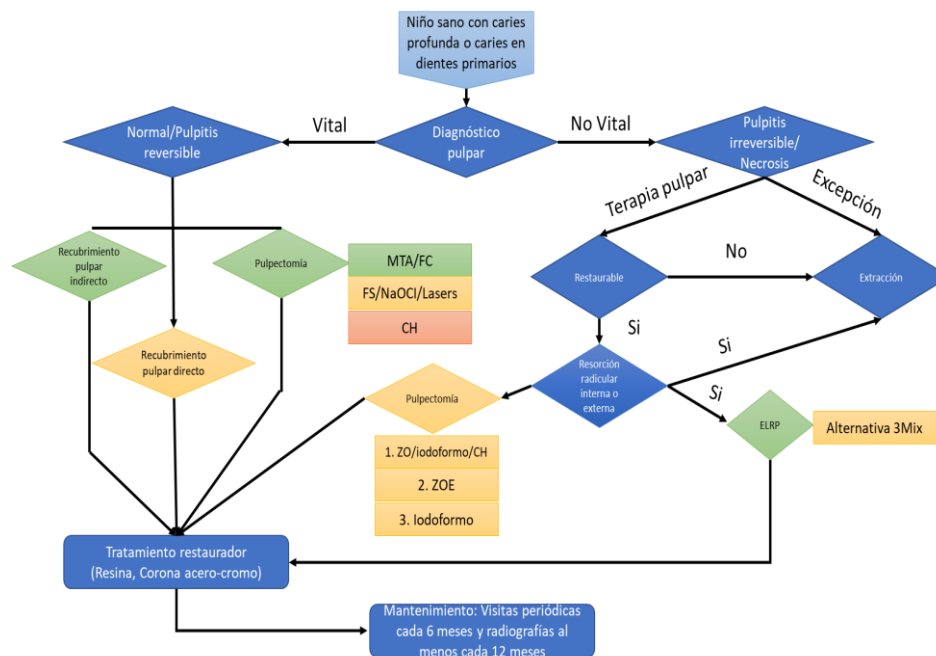 Niño sano con caries
profunda o caries en
dientes primarios
Normal/Pulpitis
reversible
Vital
Diagnóstico
pulpar
No Vital
Pulpitis
irreversible/
Necrosis
Terapia pulpar
Excepción
Recubrimiento
pulpar
indirecto
Pulpectomía
MTA/FC
FS/NaOCI/Lasers
CH
Restaurable
No
Extracción
Si
Si
Recubrimiento
pulpar directo
Pulpectomía
Resorción
radicular
interna o
externa
Si
ELRP
Alternativa 3Mix
1. ZO/iodoformo/CH
2. ZOE
3. Iodoformo
Tratamiento restaurador
(Resina, Corona acero-cromo)
Mantenimiento: Visitas periódicas
cada 6 meses y radiografías al
menos cada 12 meses